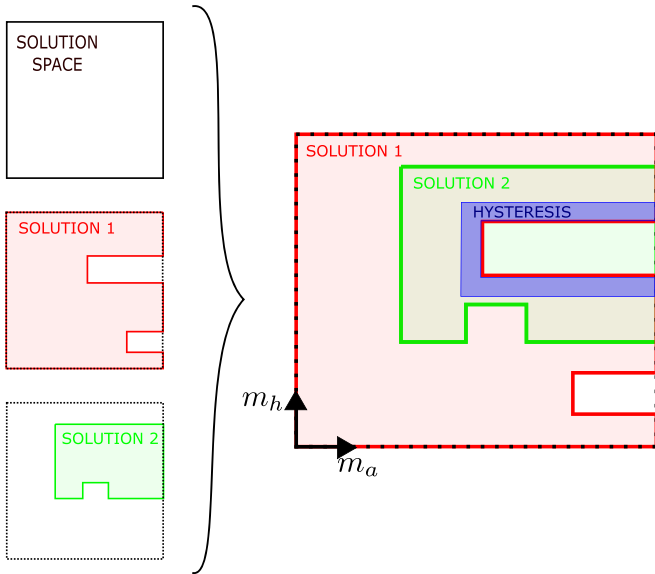 SOLUTION
SPACE
SOLUTION 1
SOLUTION 2
SOLUTION 1
SOLUTION 2
HYSTERESIS
m_h
m_a